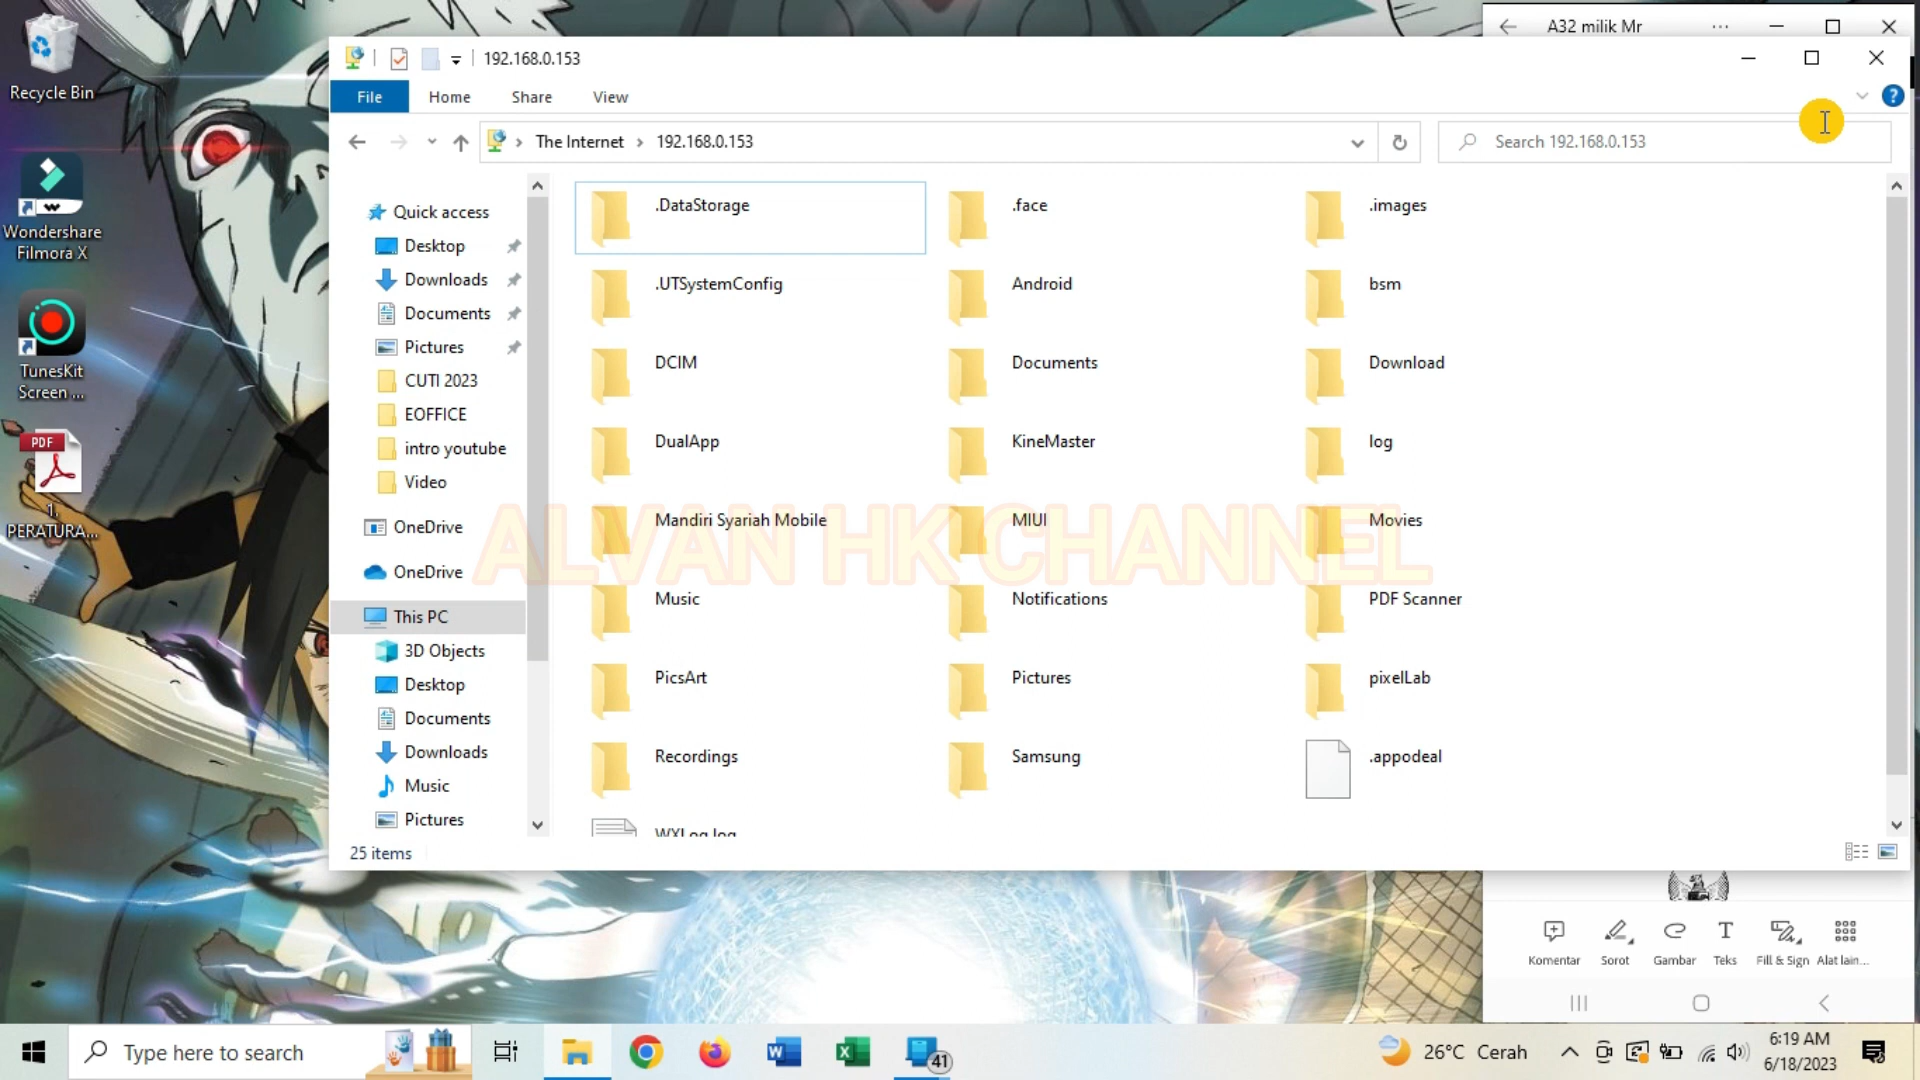 Recycle Bin
Wondershare
Filmora X
TunesKit
Screen ...
PDF
1.
PERATURA...
A32 milik Mr
192.168.0.153
File
Home
Share
View
The Internet
192.168.0.153
Search 192.168.0.153
Quick access
Desktop
Downloads
Documents
Pictures
CUTI 2023
EOFFICE
intro youtube
Video
OneDrive
OneDrive
This PC
3D Objects
Desktop
Documents
Downloads
Music
Pictures
.DataStorage
.face
.images
.UTSystemConfig
Android
bsm
DCIM
Documents
Download
DualApp
KineMaster
log
Mandiri Syariah Mobile
MIUI
Movies
ALVAN HK CHANNEL
Music
Notifications
PDF Scanner
PicsArt
Pictures
pixelLab
Recordings
Samsung
.appodeal
WXLog.log
25 items
Komentar
Sorot
Gambar
Teks
Fill & Sign
Alat lain...
Type here to search
41
26°C Cerah
6:19 AM
6/18/2023